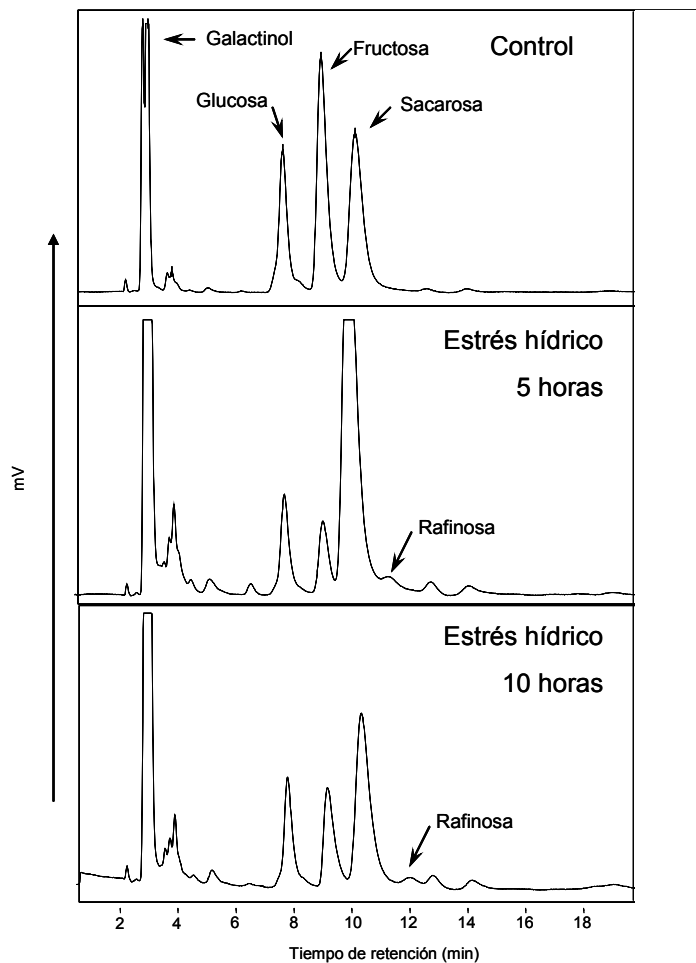 Galactinol
Fructosa
Control
Glucosa
Sacarosa
Estrés hídrico
5 horas
Rafinosa
mV
Estrés hídrico
10 horas
Rafinosa
2 4 6 8 10 12 14 16 18
Tiempo de retención (min)